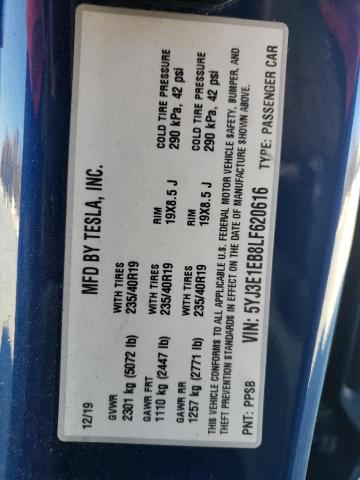 12/19 MFD BY TESLA, INC.
GVWR WITH TIRES RIM COLD TIRE PRESSURE
2301 kg (5072 lb) 235/40R19 19X8.5 J 290 kPa, 42 psi
GAWR FRT WITH TIRES RIM COLD TIRE PRESSURE
1110 kg (2447 lb) 235/40R19 19X8.5 J 290 kPa, 42 psi
GAWR RR
1257 kg (2771 lb)
THIS VEHICLE CONFORMS TO ALL APPLICABLE U.S. FEDERAL MOTOR VEHICLE SAFETY, BUMPER, AND
THEFT PREVENTION STANDARDS IN EFFECT ON THE DATE OF MANUFACTURE SHOWN ABOVE.
PNT: PPSB VIN: 5YJ3E1EB8LF620616 TYPE: PASSENGER CAR